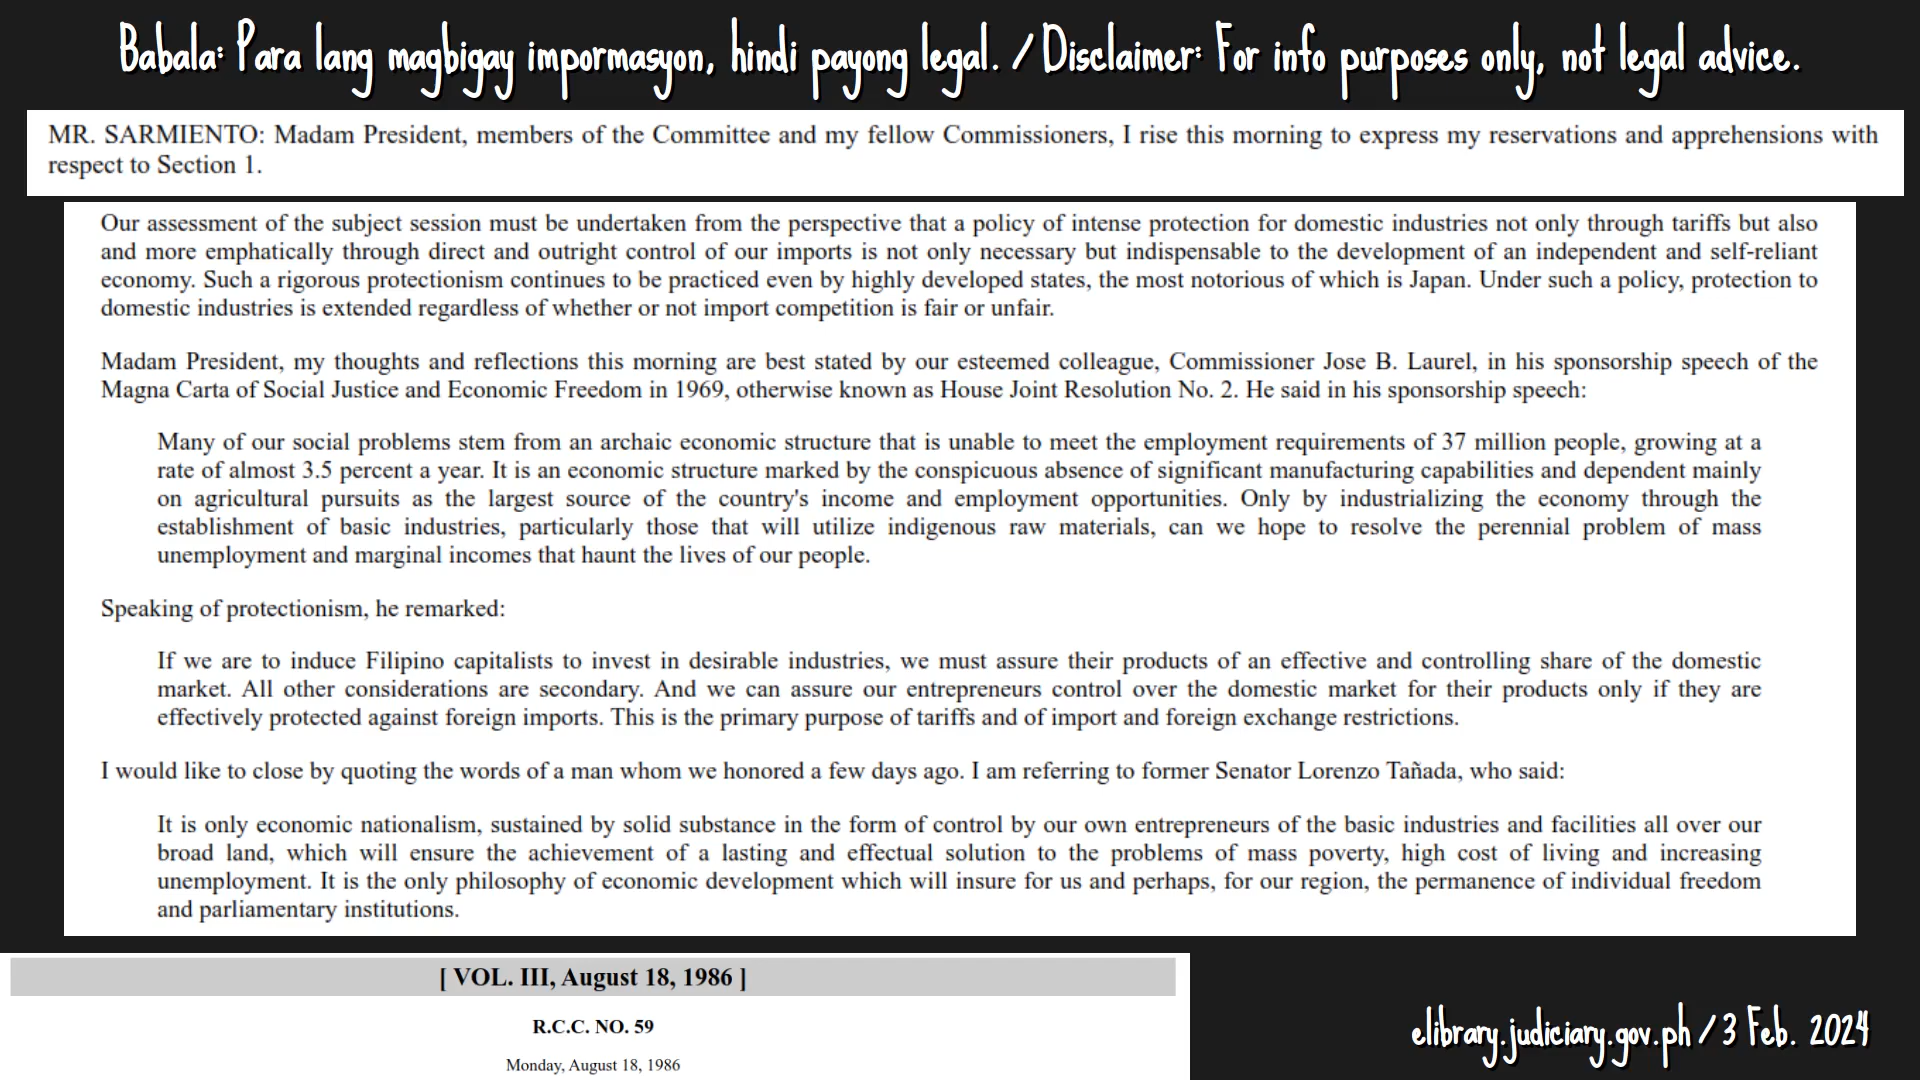 Babala: Para lang magbigay impormasyon, hindi payong legal. / Disclaimer: For info purposes only, not legal advice.
MR. SARMIENTO: Madam President, members of the Committee and my fellow Commissioners, I rise this morning to express my reservations and apprehensions with
respect to Section 1.
Our assessment of the subject session must be undertaken from the perspective that a policy of intense protection for domestic industries not only through tariffs but also
and more emphatically through direct and outright control of our imports is not only necessary but indispensable to the development of an independent and self-reliant
economy. Such a rigorous protectionism continues to be practiced even by highly developed states, the most notorious of which is Japan. Under such a policy, protection to
domestic industries is extended regardless of whether or not import competition is fair or unfair.
Madam President, my thoughts and reflections this morning are best stated by our esteemed colleague, Commissioner Jose B. Laurel, in his sponsorship speech of the
Magna Carta of Social Justice and Economic Freedom in 1969, otherwise known as House Joint Resolution No. 2. He said in his sponsorship speech:
Many of our social problems stem from an archaic economic structure that is unable to meet the employment requirements of 37 million people, growing at a
rate of almost 3.5 percent a year. It is an economic structure marked by the conspicuous absence of significant manufacturing capabilities and dependent mainly
on agricultural pursuits as the largest source of the country's income and employment opportunities. Only by industrializing the economy through the
establishment of basic industries, particularly those that will utilize indigenous raw materials, can we hope to resolve the perennial problem of mass
unemployment and marginal incomes that haunt the lives of our people.
Speaking of protectionism, he remarked:
If we are to induce Filipino capitalists to invest in desirable industries, we must assure their products of an effective and controlling share of the domestic
market. All other considerations are secondary. And we can assure our entrepreneurs control over the domestic market for their products only if they are
effectively protected against foreign imports. This is the primary purpose of tariffs and of import and foreign exchange restrictions.
I would like to close by quoting the words of a man whom we honored a few days ago. I am referring to former Senator Lorenzo Tañada, who said:
It is only economic nationalism, sustained by solid substance in the form of control by our own entrepreneurs of the basic industries and facilities all over our
broad land, which will ensure the achievement of a lasting and effectual solution to the problems of mass poverty, high cost of living and increasing
unemployment. It is the only philosophy of economic development which will insure for us and perhaps, for our region, the permanence of individual freedom
and parliamentary institutions.
[ VOL. III, August 18, 1986 ]
R.C.C. NO. 59
Monday, August 18, 1986
elibrary.judiciary.gov.ph / 3 Feb. 2024